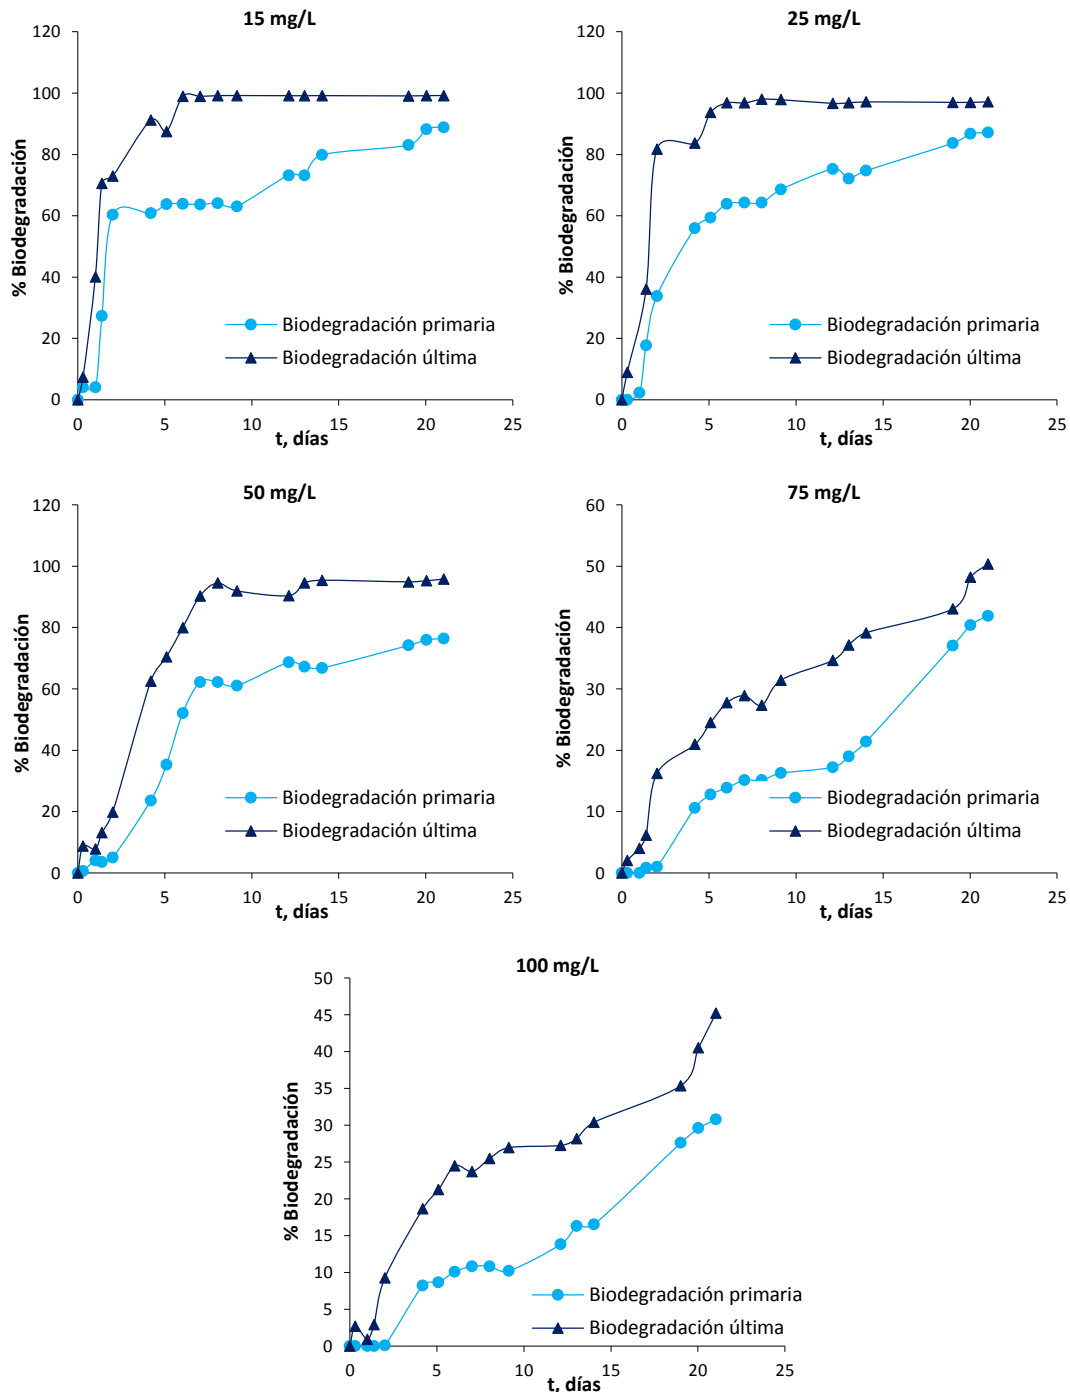 15 mg/L
120
100
80
60
40
20
0
% Biodegradación
Biodegradación primaria
Biodegradación última
0 5 10 15 20 25
t, días
25 mg/L
120
100
80
60
40
20
0
% Biodegradación
Biodegradación primaria
Biodegradación última
0 5 10 15 20 25
t, días
50 mg/L
120
100
80
60
40
20
0
% Biodegradación
Biodegradación primaria
Biodegradación última
0 5 10 15 20 25
t, días
75 mg/L
60
50
40
30
20
10
0
% Biodegradación
Biodegradación primaria
Biodegradación última
0 5 10 15 20 25
t, días
100 mg/L
50
45
40
35
30
25
20
15
10
5
0
% Biodegradación
Biodegradación primaria
Biodegradación última
0 5 10 15 20 25
t, días